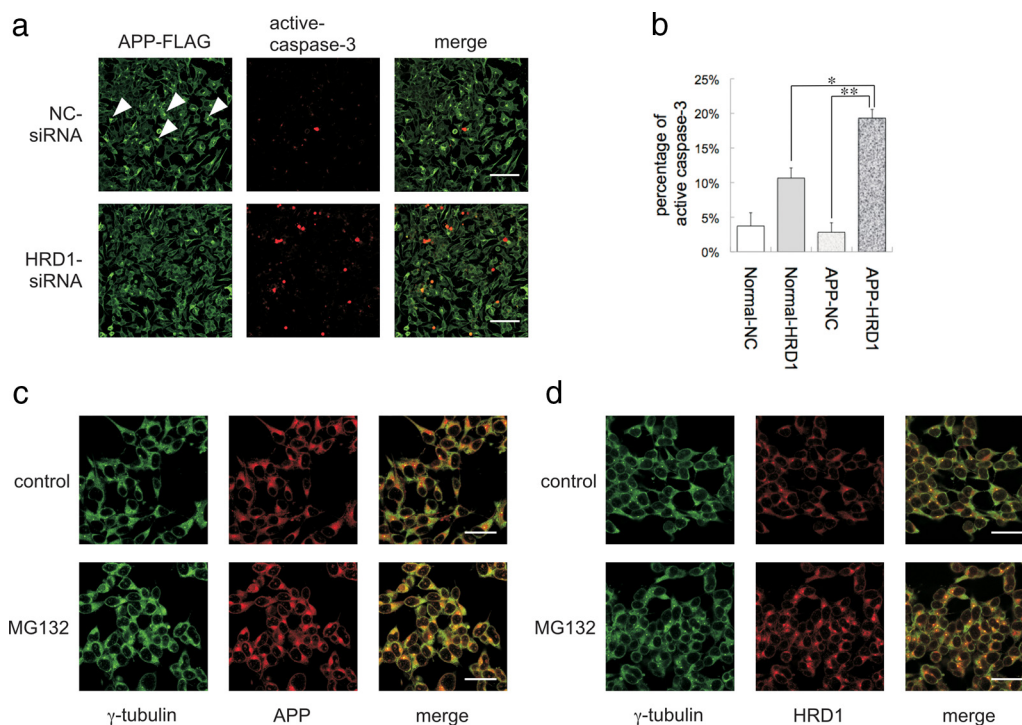 a
APP-FLAG
active-
caspase-3
merge
NC-
siRNA
HRD1-
siRNA
b
percentage of
active caspase-3
25%
20%
15%
10%
5%
0%
*
**
Normal-NC
Normal-HRD1
APP-NC
APP-HRD1
c
control
MG132
γ-tubulin
APP
merge
d
control
MG132
γ-tubulin
HRD1
merge